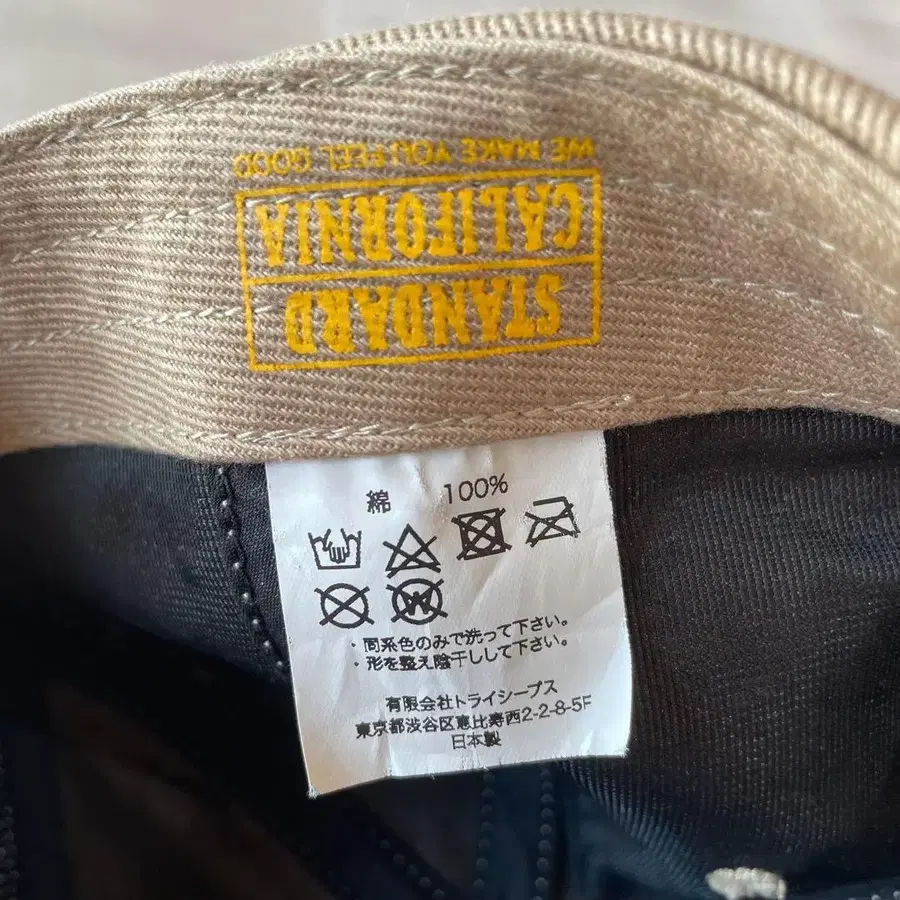 STANDARD
CALIFORNIA
WE MAKE YOU FEEL GOOD
綿 100%
・同系色のみで洗って下さい。
・形を整え陰干しして下さい。
有限会社トライシープス
東京都渋谷区恵比寿西2-2-8-5F
日本製